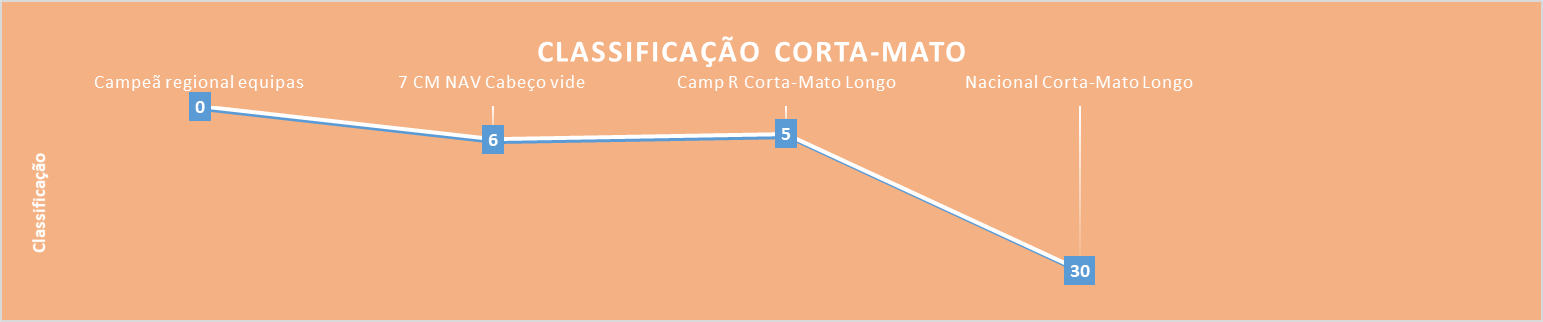 CLASSIFICAÇÃO CORTA-MATO
Campeã regional equipas
7 CM NAV Cabeço vide
Camp R Corta-Mato Longo
Nacional Corta-Mato Longo
0
6
5
30
Classificação